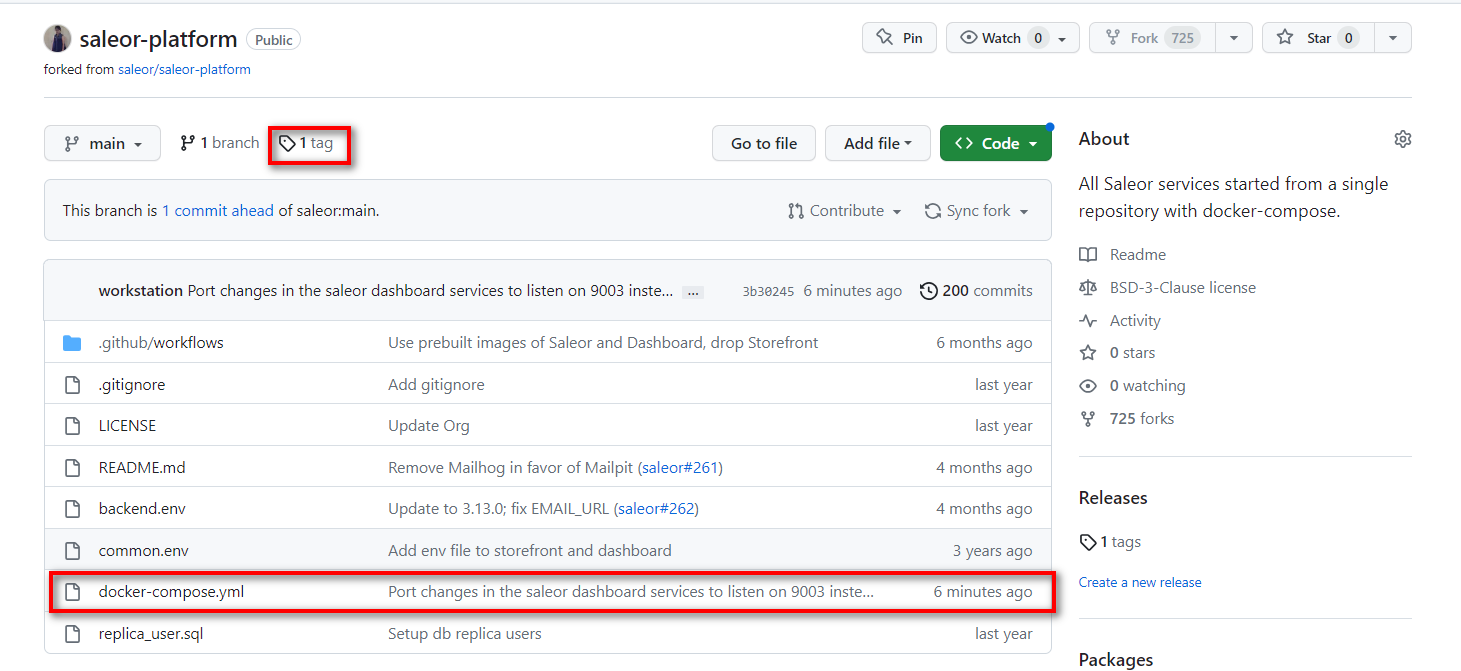 saleor-platform Public Pin Watch 0 Fork 725 Star 0
forked from saleor/saleor-platform
main 1 branch 1 tag Go to file Add file Code
This branch is 1 commit ahead of saleor:main. Contribute Sync fork
workstation Port changes in the saleor dashboard services to listen on 9003 inste... ... 3b30245 6 minutes ago 200 commits
.github/workflows Use prebuilt images of Saleor and Dashboard, drop Storefront 6 months ago
.gitignore Add gitignore last year
LICENSE Update Org last year
README.md Remove Mailhog in favor of Mailpit (saleor#261) 4 months ago
backend.env Update to 3.13.0; fix EMAIL_URL (saleor#262) 4 months ago
common.env Add env file to storefront and dashboard 3 years ago
docker-compose.yml Port changes in the saleor dashboard services to listen on 9003 inste... 6 minutes ago
replica_user.sql Setup db replica users last year
About
All Saleor services started from a single
repository with docker-compose.
Readme
BSD-3-Clause license
Activity
0 stars
0 watching
725 forks
Releases
1 tags
Create a new release
Packages